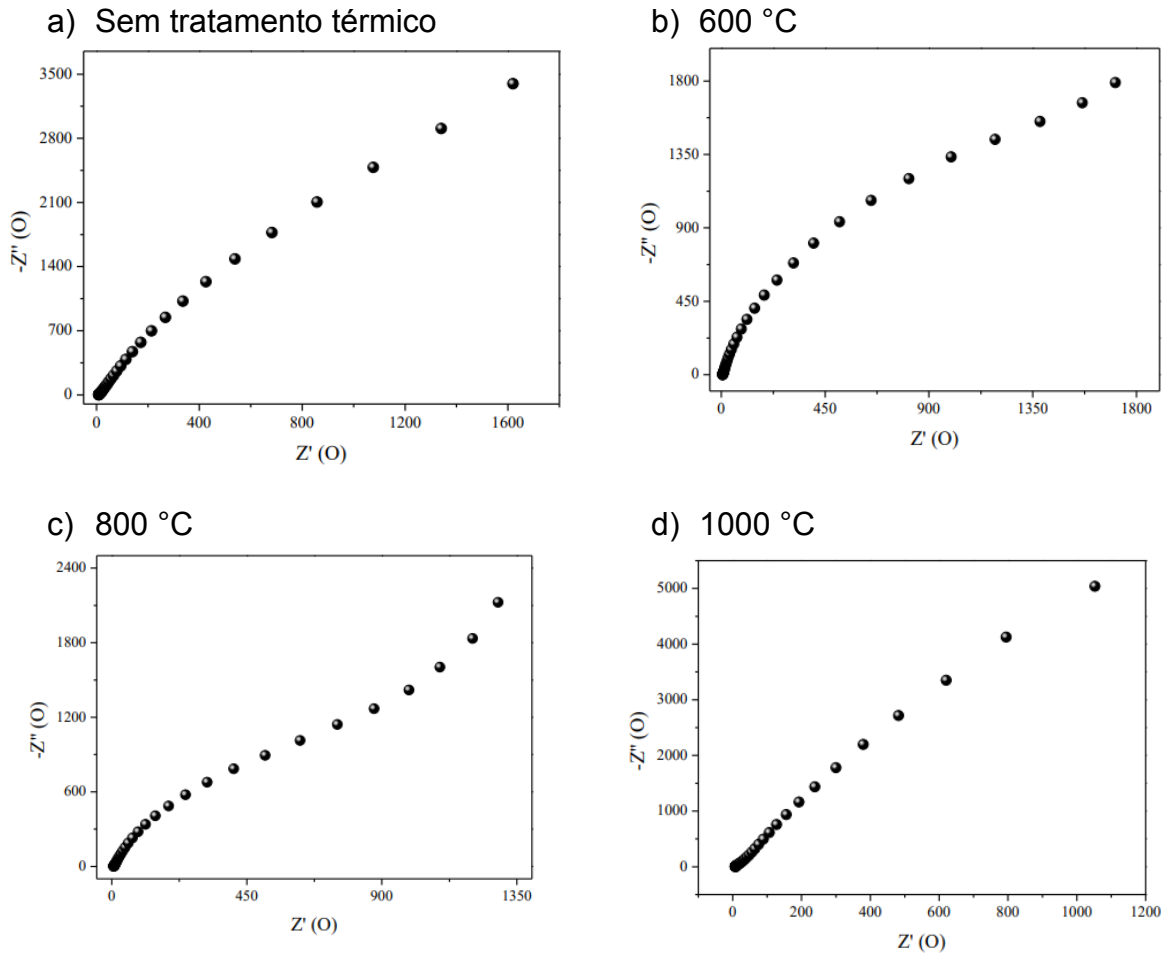 a) Sem tratamento térmico
3500
2800
2100
1400
700
0
-Z'' (O)
0 400 800 1200 1600
Z' (O)
b) 600 °C
1800
1350
900
450
0
-Z'' (O)
0 450 900 1350 1800
Z' (O)
c) 800 °C
2400
1800
1200
600
0
-Z'' (O)
0 450 900 1350
Z' (O)
d) 1000 °C
5000
4000
3000
2000
1000
0
-Z'' (O)
0 200 400 600 800 1000 1200
Z' (O)